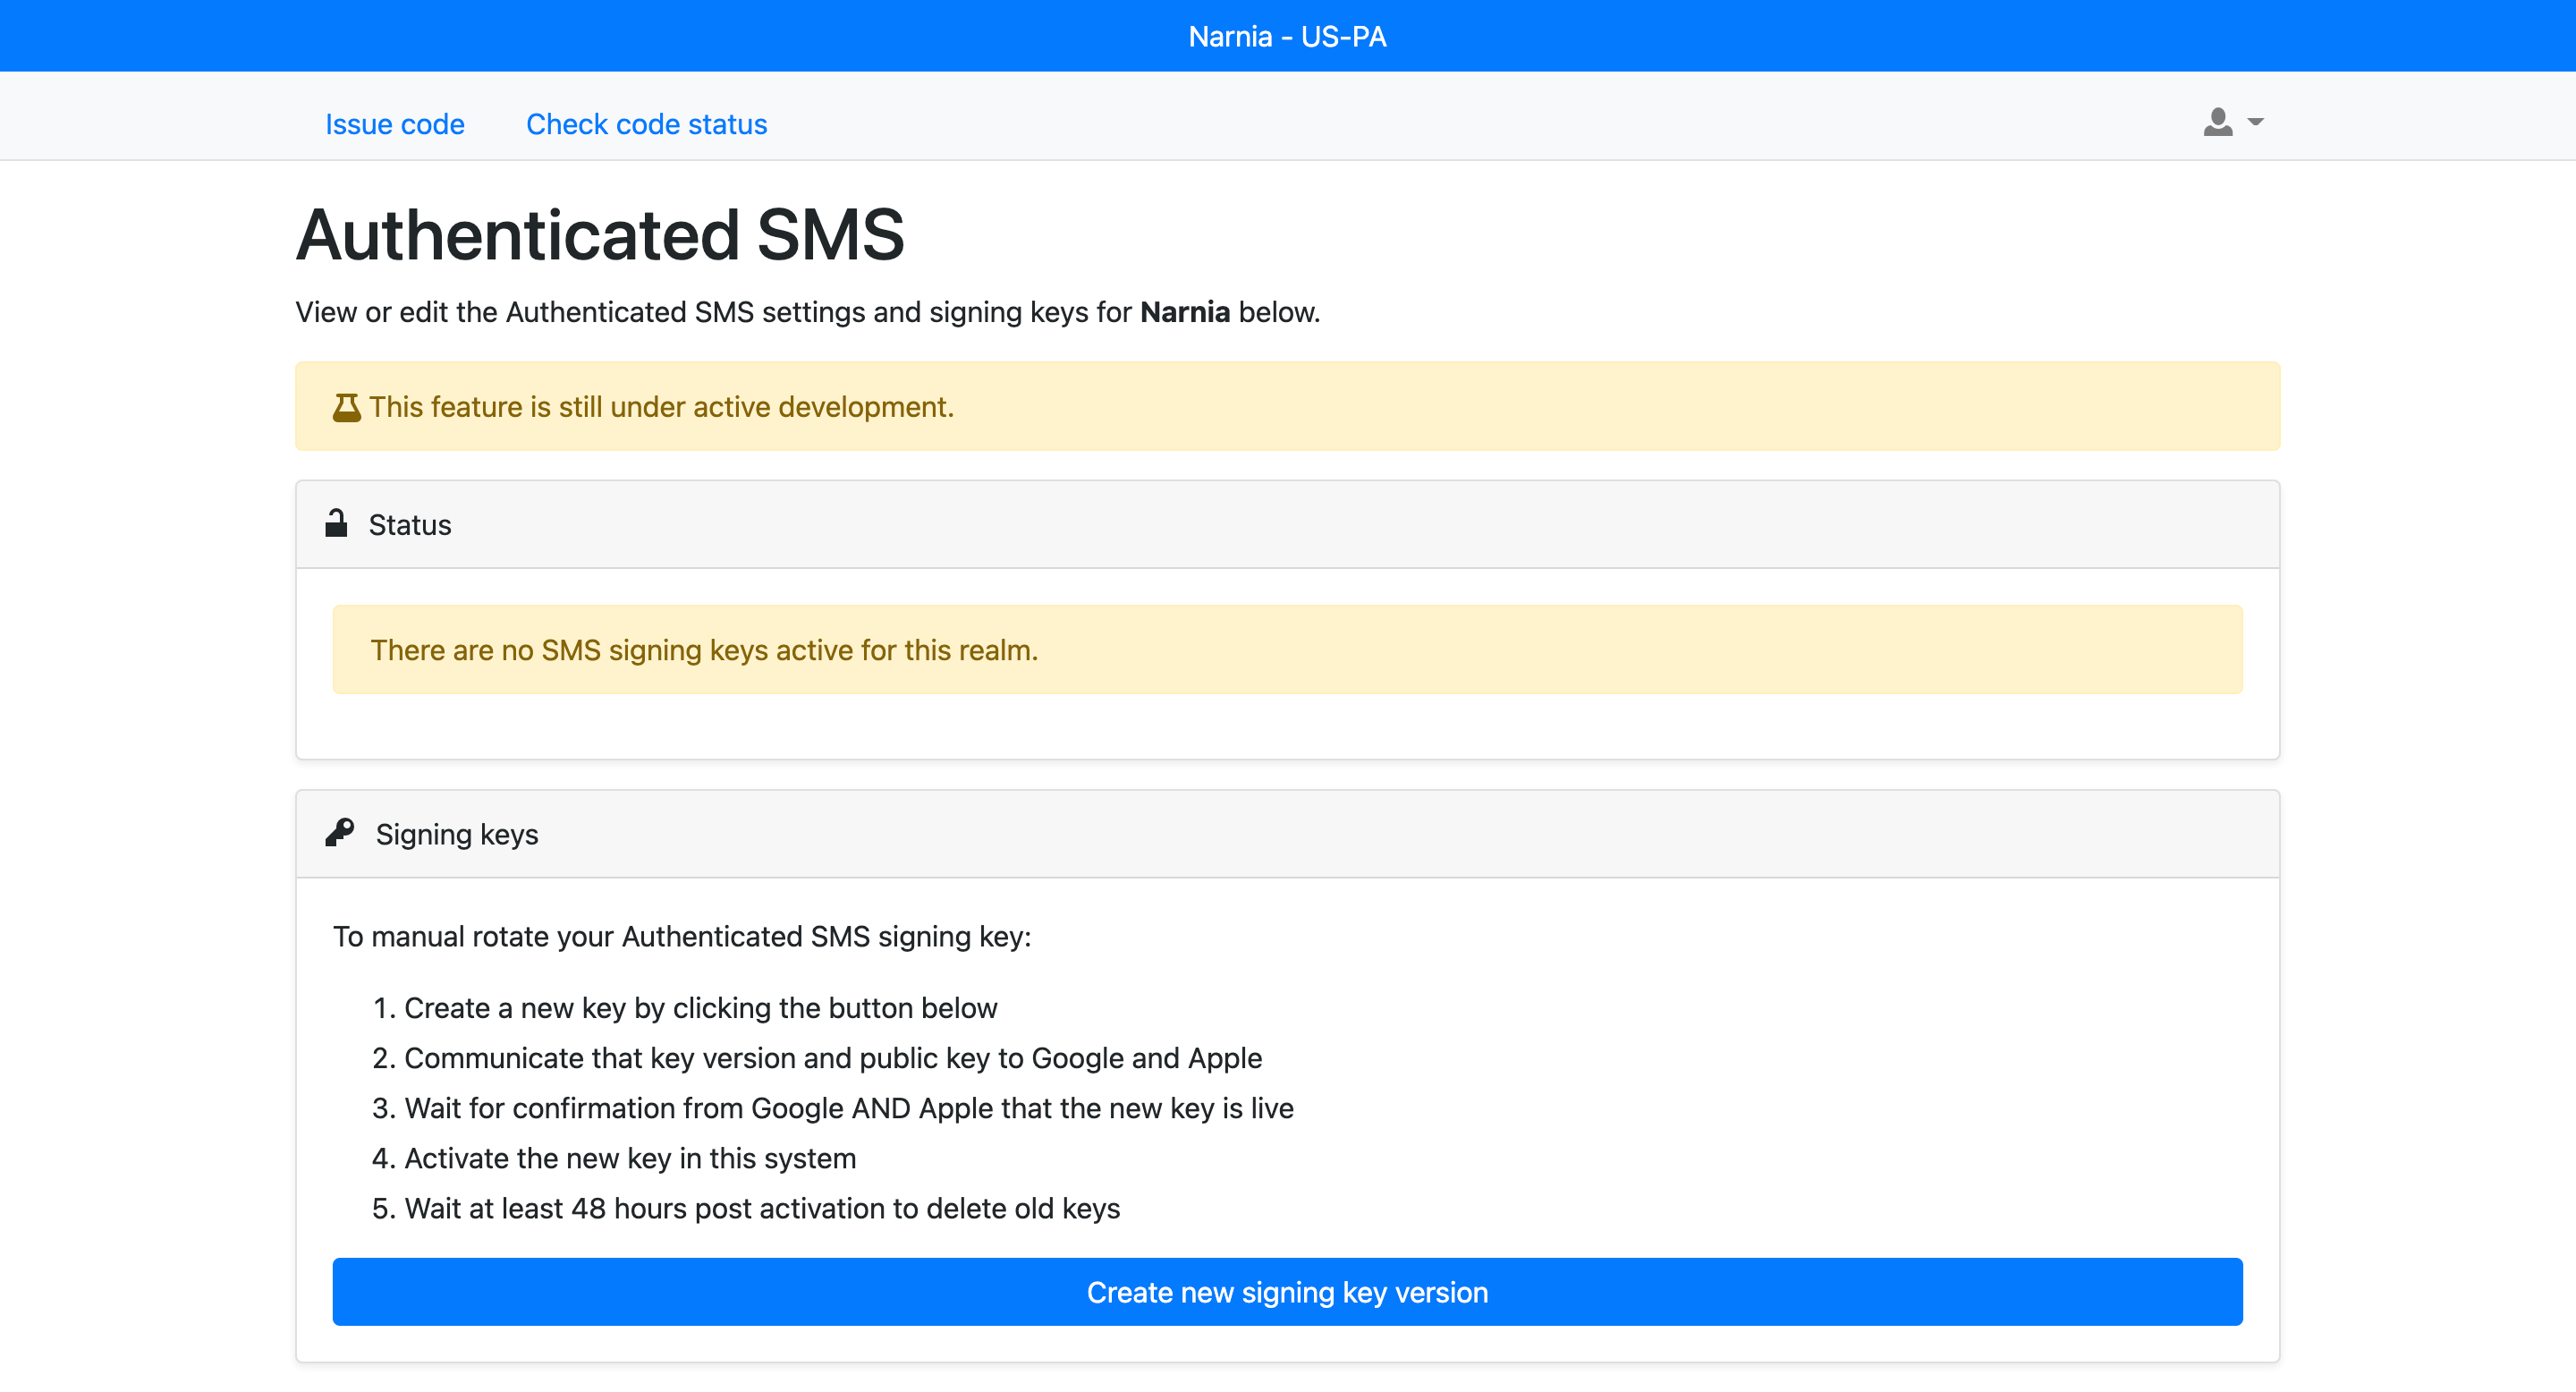 Narnia - US-PA
Issue code
Check code status
Authenticated SMS
View or edit the Authenticated SMS settings and signing keys for Narnia below.
This feature is still under active development.
Status
There are no SMS signing keys active for this realm.
Signing keys
To manual rotate your Authenticated SMS signing key:
1. Create a new key by clicking the button below
2. Communicate that key version and public key to Google and Apple
3. Wait for confirmation from Google AND Apple that the new key is live
4. Activate the new key in this system
5. Wait at least 48 hours post activation to delete old keys
Create new signing key version